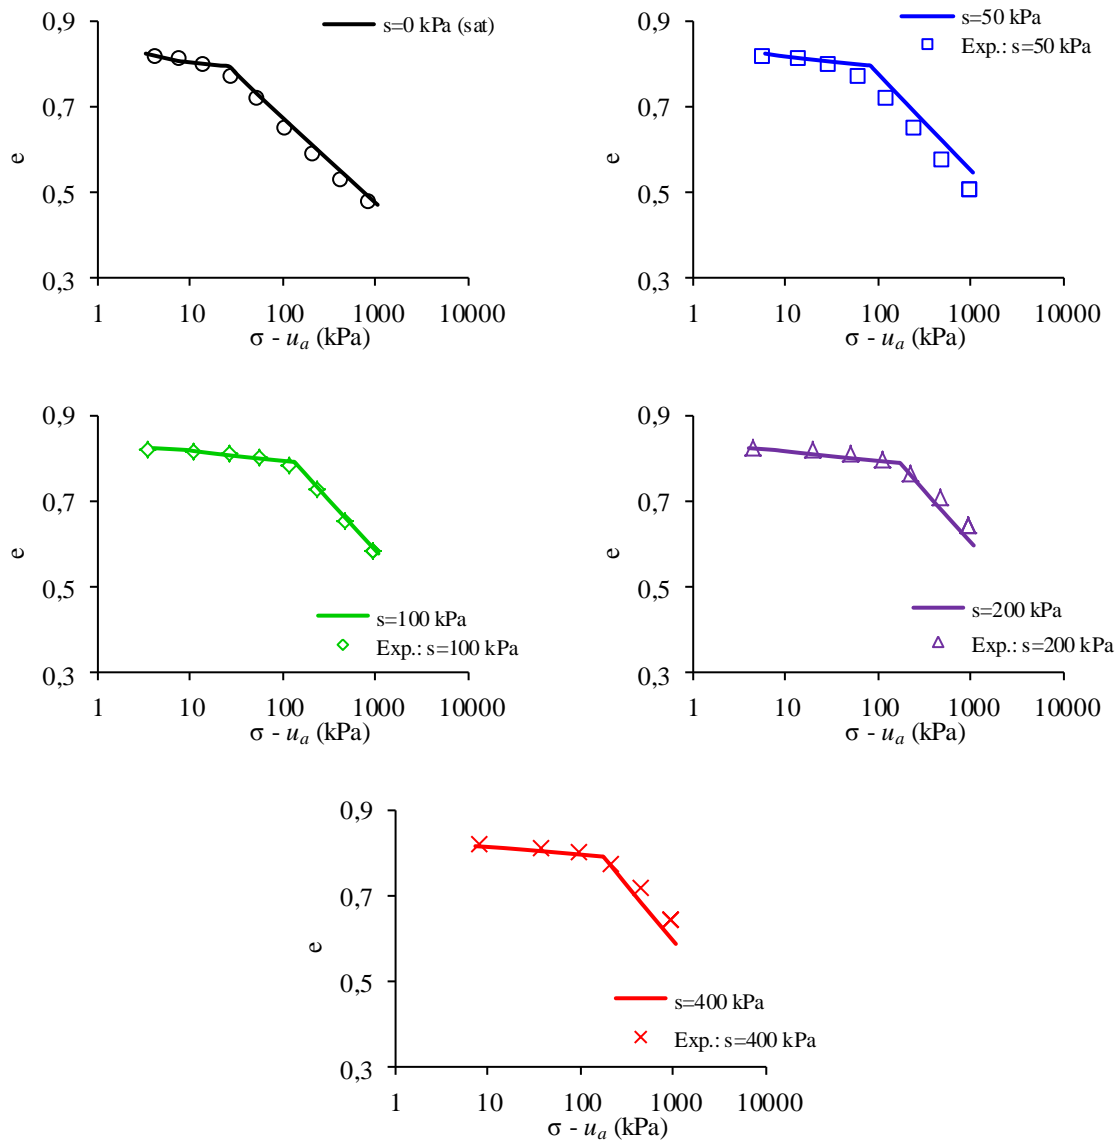 0,9
0,7
0,5
0,3
e
1
10
100
1000
10000
σ - uₐ (kPa)
s=0 kPa (sat)
0,9
0,7
0,5
0,3
e
1
10
100
1000
10000
σ - uₐ (kPa)
s=50 kPa
Exp.: s=50 kPa
0,9
0,7
0,5
0,3
e
1
10
100
1000
10000
σ - uₐ (kPa)
s=100 kPa
Exp.: s=100 kPa
0,9
0,7
0,5
0,3
e
1
10
100
1000
10000
σ - uₐ (kPa)
s=200 kPa
Exp.: s=200 kPa
0,9
0,7
0,5
0,3
e
1
10
100
1000
10000
σ - uₐ (kPa)
s=400 kPa
Exp.: s=400 kPa